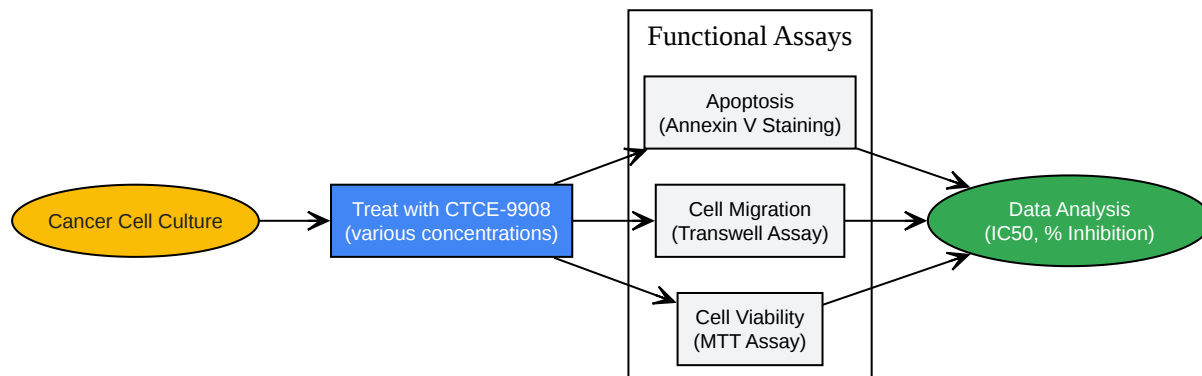 Functional Assays
Apoptosis
(Annexin V Staining)
Cancer Cell Culture
Treat with CTCE-9908
(various concentrations)
Cell Migration
(Transwell Assay)
Data Analysis
(IC50, % Inhibition)
Cell Viability
(MTT Assay)